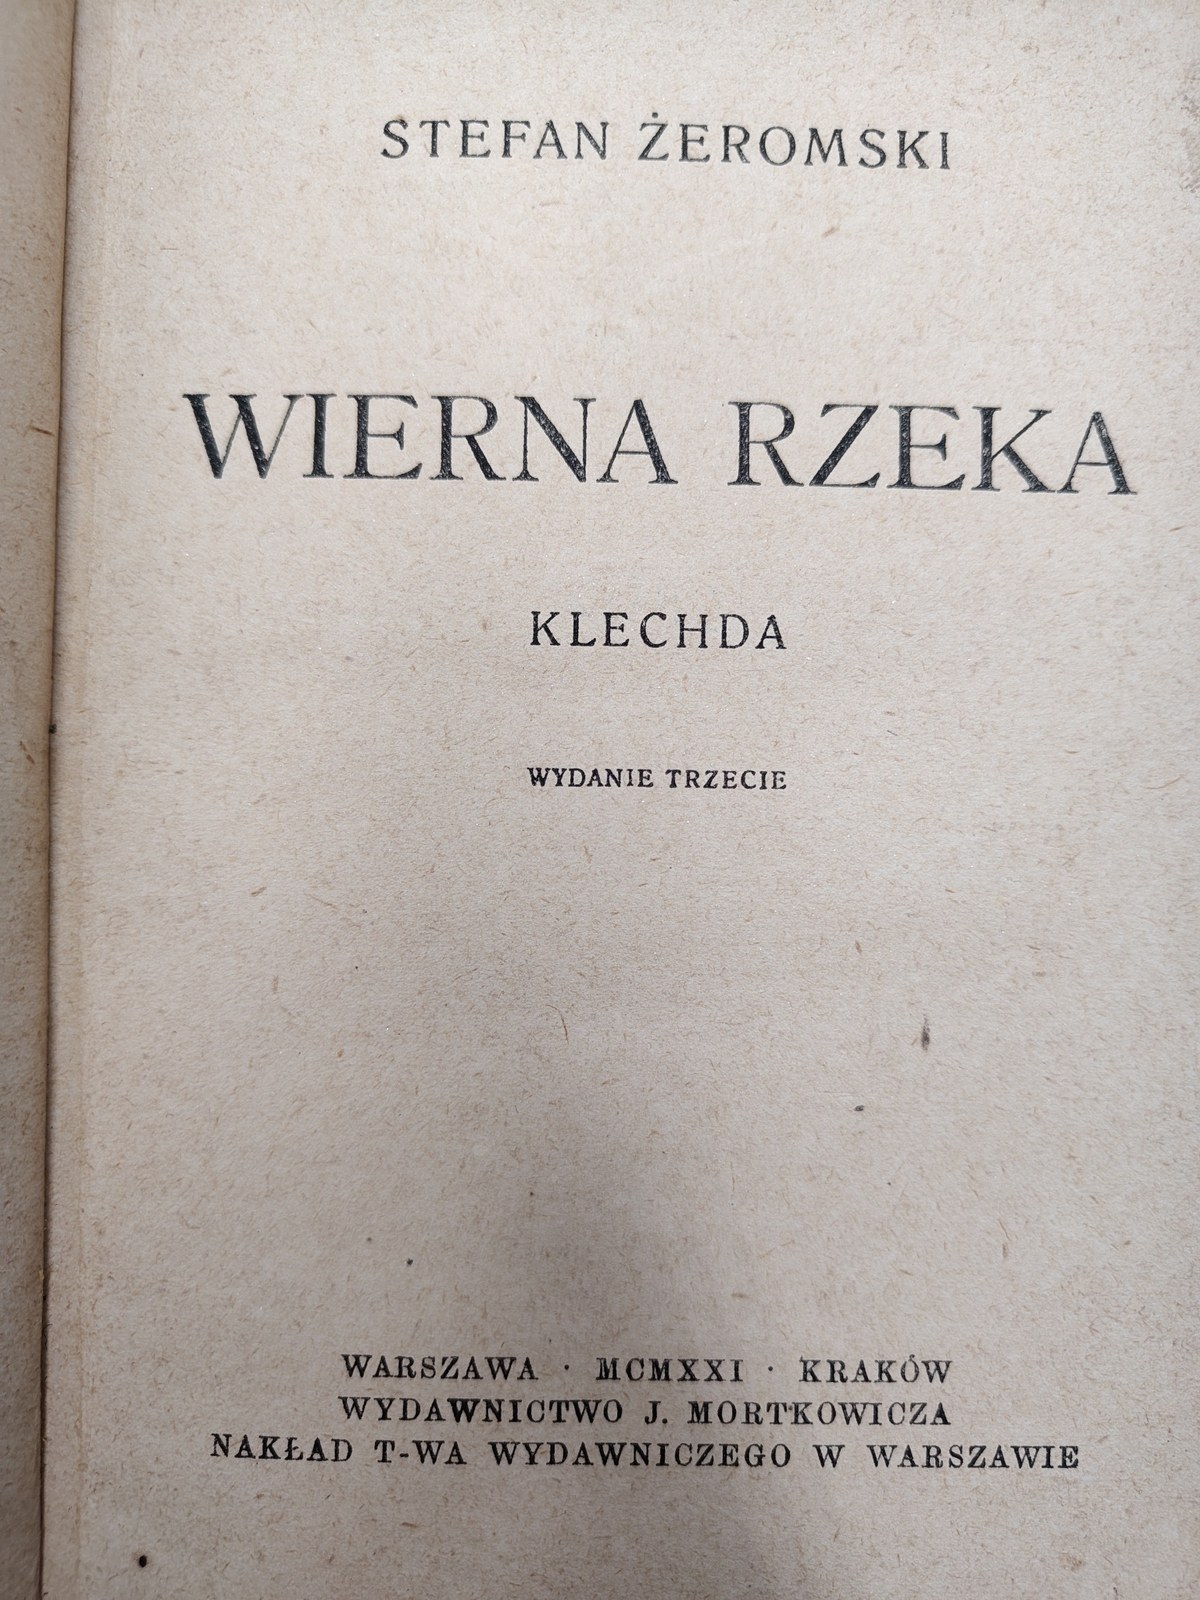 STEFAN ŻEROMSKI
WIERNA RZEKA
KLECHDA
WYDANIE TRZECIE
WARSZAWA · MCMXXI · KRAKÓW
WYDAWNICTWO J. MORTKOWICZA
NAKŁAD T-WA WYDAWNICZEGO W WARSZAWIE